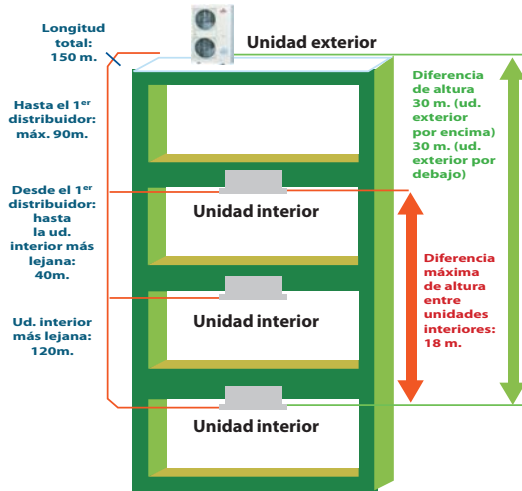 Longitud
total:
150 m.
Unidad exterior
Hasta el 1er
distribuidor:
máx. 90m.
Diferencia
de altura
30 m. (ud.
exterior
por encima)
30 m. (ud.
exterior por
debajo)
Desde el 1er
distribuidor:
hasta
la ud.
interior más
lejana:
40m.
Unidad interior
Diferencia
máxima
de altura
entre
unidades
interiores:
18 m.
Ud. interior
más lejana:
120m.
Unidad interior
Unidad interior